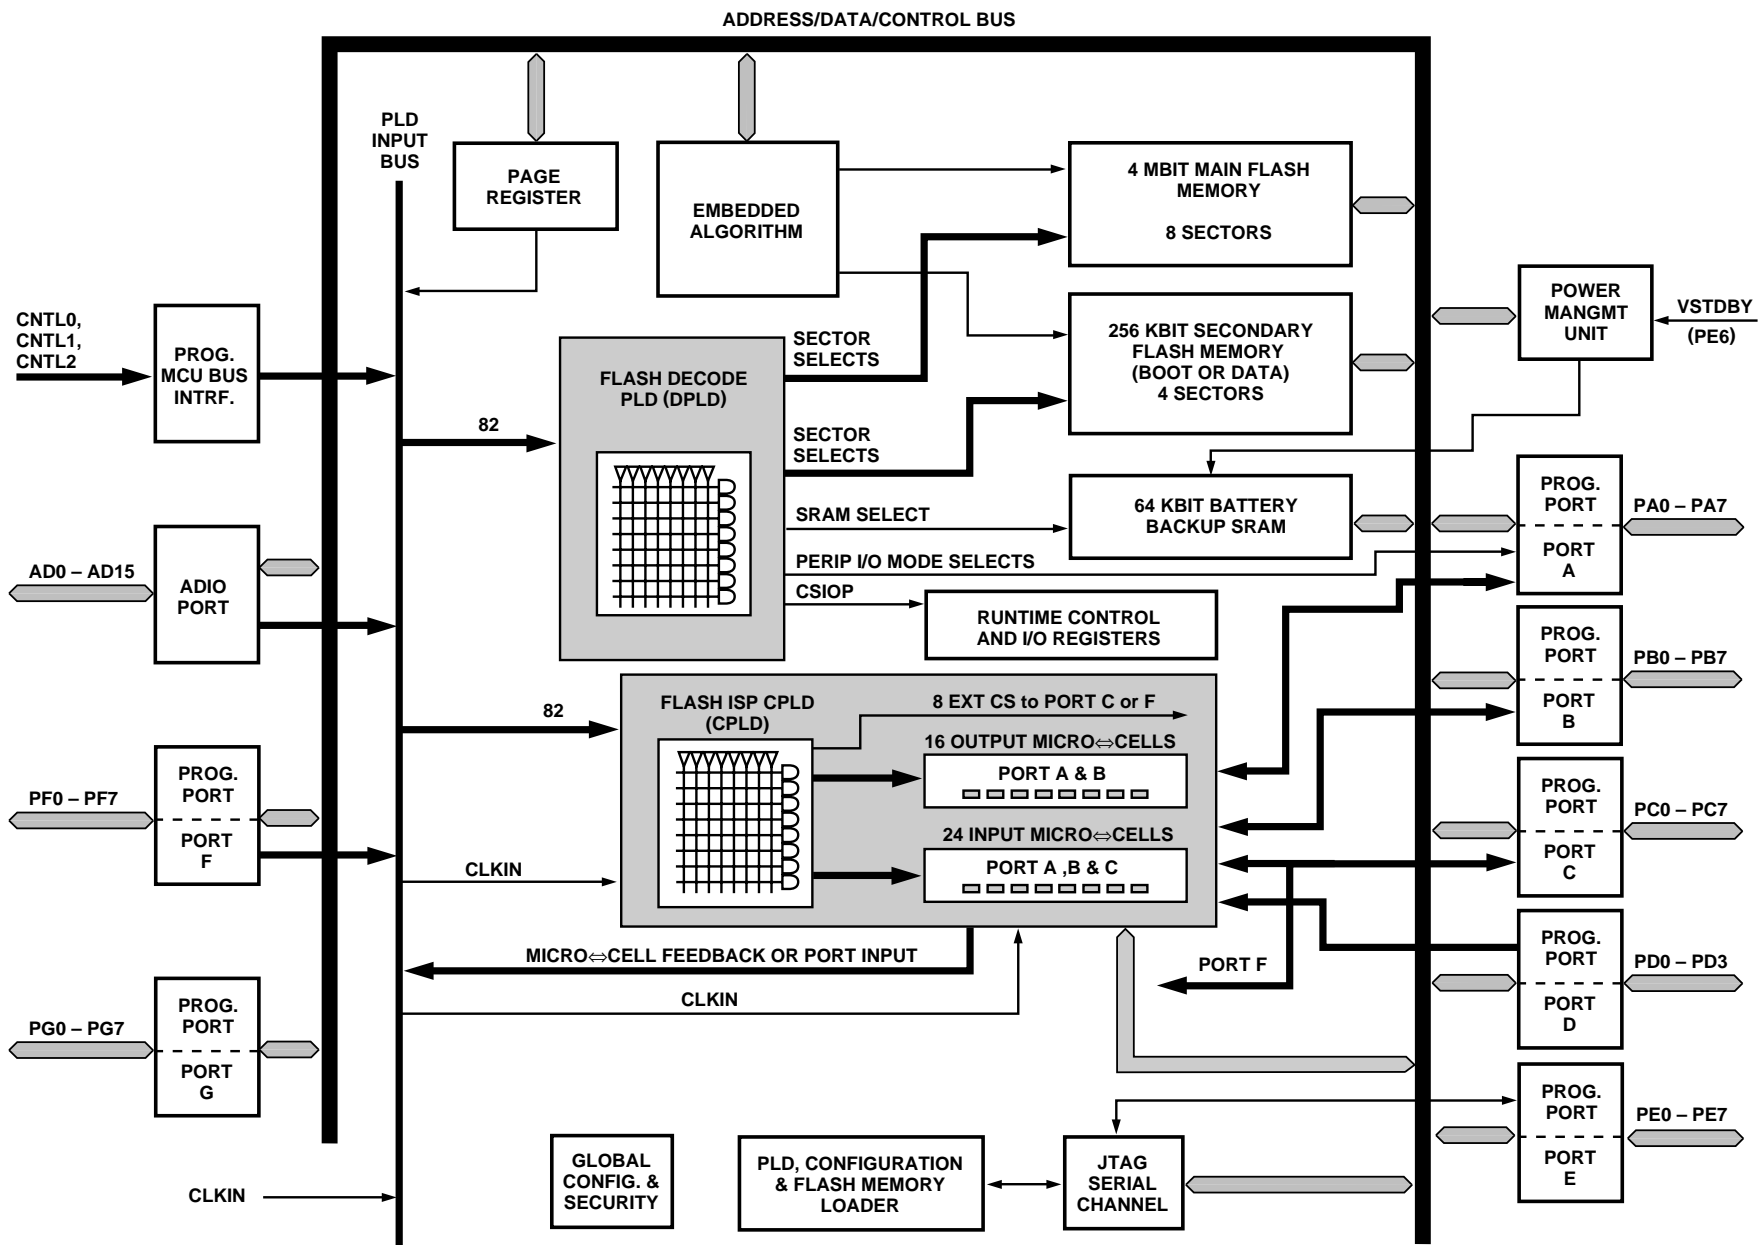 ADDRESS/DATA/CONTROL BUS
PLD
INPUT
BUS
PAGE
REGISTER
EMBEDDED
ALGORITHM
4 MBIT MAIN FLASH
MEMORY
8 SECTORS
CNTL0,
CNTL1,
CNTL2
PROG.
MCU BUS
INTRF.
SECTOR
SELECTS
256 KBIT SECONDARY
FLASH MEMORY
(BOOT OR DATA)
4 SECTORS
POWER
MANGMT
UNIT
VSTDBY
(PE6)
FLASH DECODE
PLD (DPLD)
82
SECTOR
SELECTS
SRAM SELECT
64 KBIT BATTERY
BACKUP SRAM
PROG.
PORT
PORT
A
PA0 – PA7
PERIP I/O MODE SELECTS
CSIOP
RUNTIME CONTROL
AND I/O REGISTERS
AD0 – AD15
ADIO
PORT
PROG.
PORT
PORT
B
PB0 – PB7
82
FLASH ISP CPLD
(CPLD)
8 EXT CS to PORT C or F
16 OUTPUT MICRO⇔CELLS
PORT A & B
24 INPUT MICRO⇔CELLS
PORT A ,B & C
PF0 – PF7
PROG.
PORT
PORT
F
CLKIN
PROG.
PORT
PORT
C
PC0 – PC7
MICRO⇔CELL FEEDBACK OR PORT INPUT
PORT F
CLKIN
PROG.
PORT
PORT
D
PD0 – PD3
PG0 – PG7
PROG.
PORT
PORT
G
PROG.
PORT
PORT
E
PE0 – PE7
CLKIN
GLOBAL
CONFIG. &
SECURITY
PLD, CONFIGURATION
& FLASH MEMORY
LOADER
JTAG
SERIAL
CHANNEL